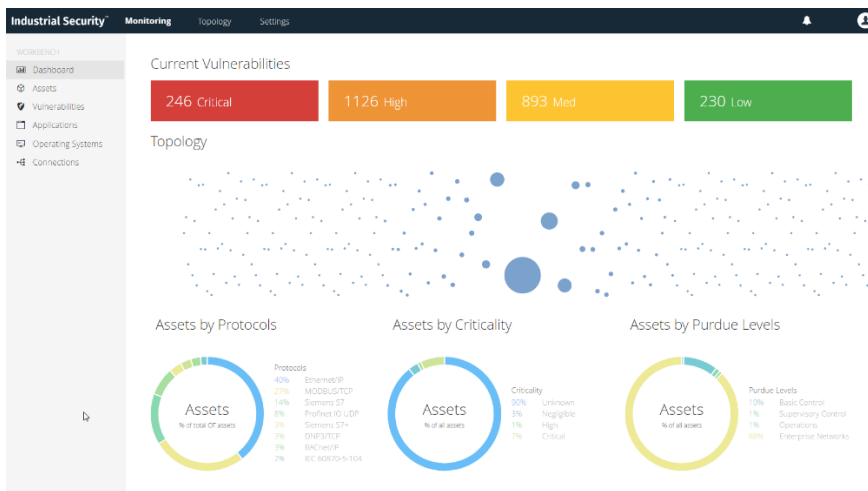 Industrial Security™ Monitoring Topology Settings
WORKBENCH
Dashboard
Assets
Vulnerabilities
Applications
Operating Systems
Connections
Current Vulnerabilities
246 Critical
1126 High
893 Med
230 Low
Topology
Assets by Protocols
Assets
% of total OT assets
Protocols
40% Ethernet/IP
27% MODBUS/TCP
14% Siemens S7
8% Profinet IO UDP
3% Siemens S7+
3% DNP3/TCP
3% BACnet/IP
2% IEC 60870-5-104
Assets by Criticality
Assets
% of all assets
Criticality
90% Unknown
3% Negligible
1% High
7% Critical
Assets by Purdue Levels
Assets
% of all assets
Purdue Levels
10% Basic Control
1% Supervisory Control
1% Operations
88% Enterprise Networks